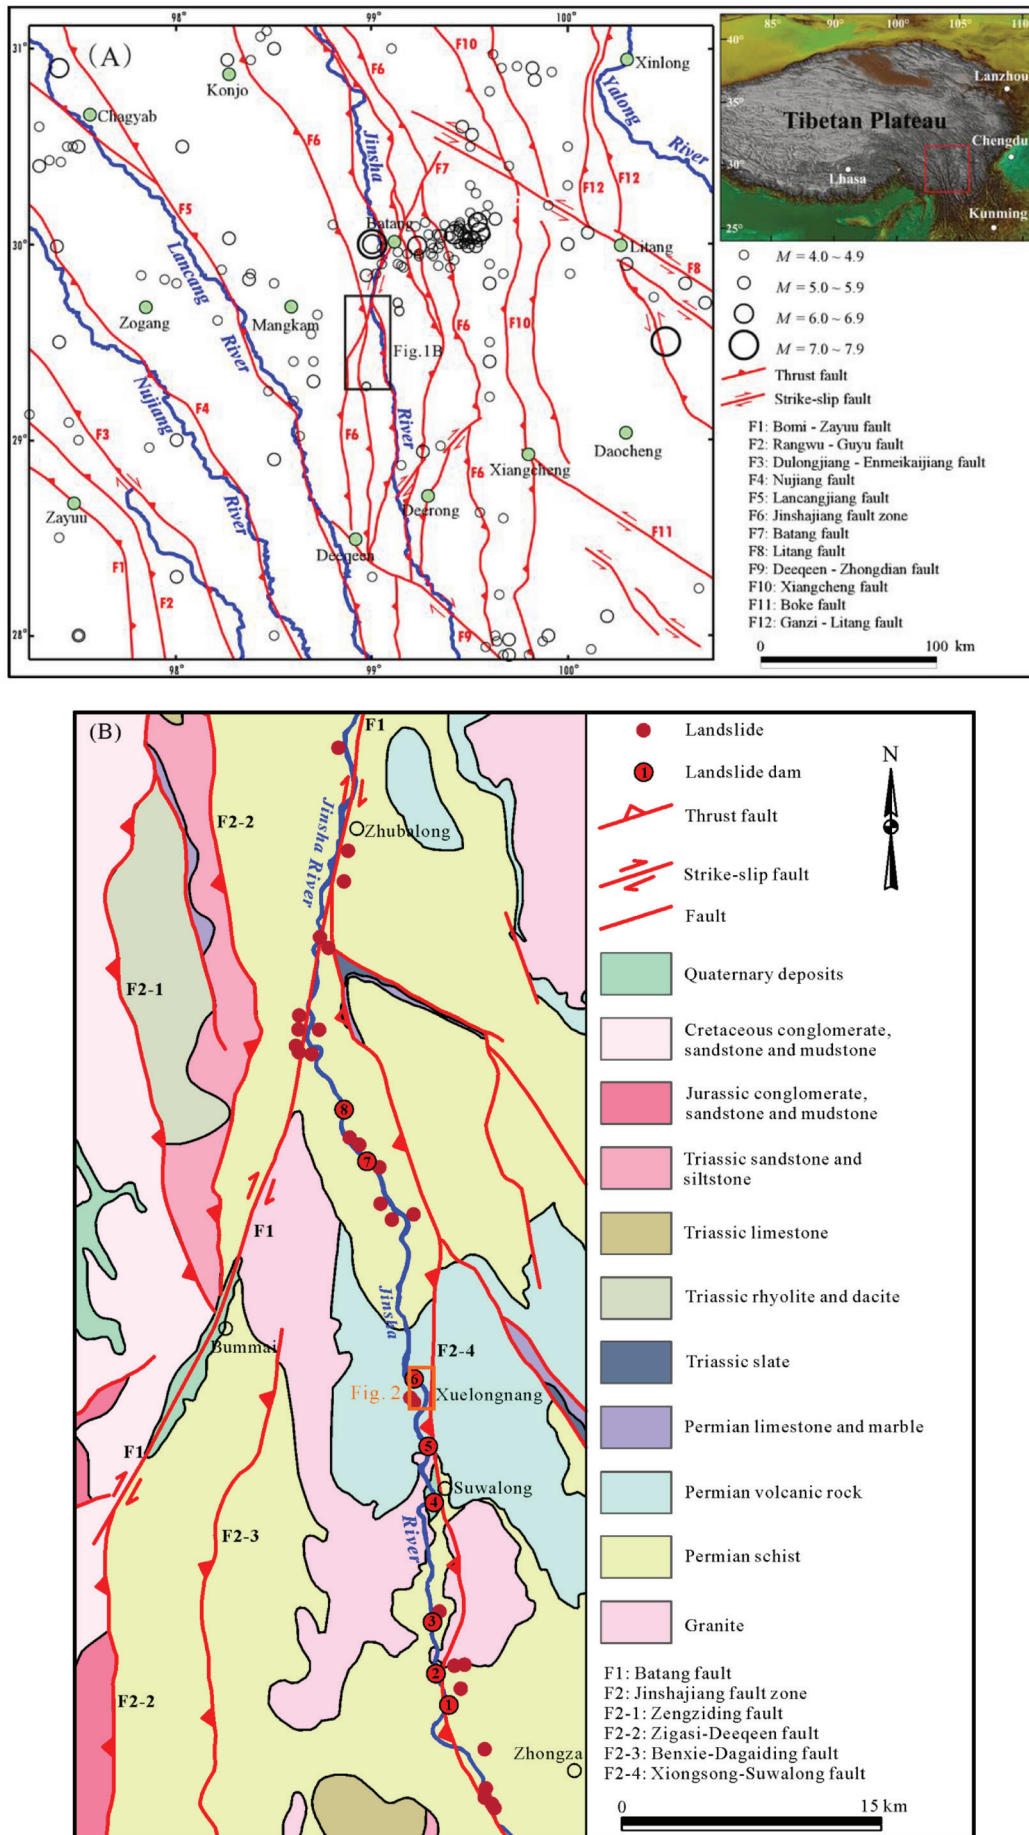 (A)
98°
99°
100°
31°
30°
29°
28°
98°
99°
100°
Konjo
Chagyab
Xinlong
Yalong
River
Jinsha
Batang
Litang
Lancang
River
Zogang
Mangkam
Fig.1B
Nujiang
River
River
Daocheng
Xiangcheng
Derong
Zayuu
Deeqeen
F10
F6
F6
F7
F12
F12
F5
F8
F6
F10
F4
F3
F6
F6
F11
F1
F2
F9
85°
95°
100°
105°
110°
40°
35°
30°
25°
Tibetan Plateau
Lanzhou
Chengdu
Lhasa
Kunming
M = 4.0 ~ 4.9
M = 5.0 ~ 5.9
M = 6.0 ~ 6.9
M = 7.0 ~ 7.9
Thrust fault
Strike-slip fault
F1: Bomi - Zayuu fault
F2: Rangwu - Guyu fault
F3: Dulongjiang - Enmeikaijiang fault
F4: Nujiang fault
F5: Lancangjiang fault
F6: Jinshajiang fault zone
F7: Batang fault
F8: Litang fault
F9: Deeqeen - Zhongdian fault
F10: Xiangcheng fault
F11: Boke fault
F12: Ganzi - Litang fault
0
100 km
(B)
F1
F2-2
Zhubalong
Jinsha River
F2-1
8
7
F1
Jinsha
Bummai
F2-4
6
Fig. 2
Xuelongnang
F1
5
Suwalong
4
River
F2-3
3
2
1
F2-2
Zhongza
Landslide
1
Landslide dam
N
Thrust fault
Strike-slip fault
Fault
Quaternary deposits
Cretaceous conglomerate,
sandstone and mudstone
Jurassic conglomerate,
sandstone and mudstone
Triassic sandstone and
siltstone
Triassic limestone
Triassic rhyolite and dacite
Triassic slate
Permian limestone and marble
Permian volcanic rock
Permian schist
Granite
F1: Batang fault
F2: Jinshajiang fault zone
F2-1: Zengziding fault
F2-2: Zigasi-Deeqeen fault
F2-3: Benxie-Dagaiding fault
F2-4: Xiongsong-Suwalong fault
0
15 km